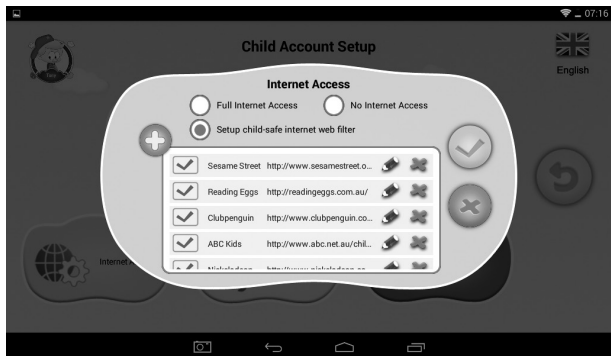 07:16
Child Account Setup
English
Internet Access
Full Internet Access No Internet Access
Setup child-safe internet web filter
Sesame Street http://www.sesamestreet.o...
Reading Eggs http://readingeggs.com.au/
Clubpenguin http://www.clubpenguin.co...
ABC Kids http://www.abc.net.au/chil...
Internet A